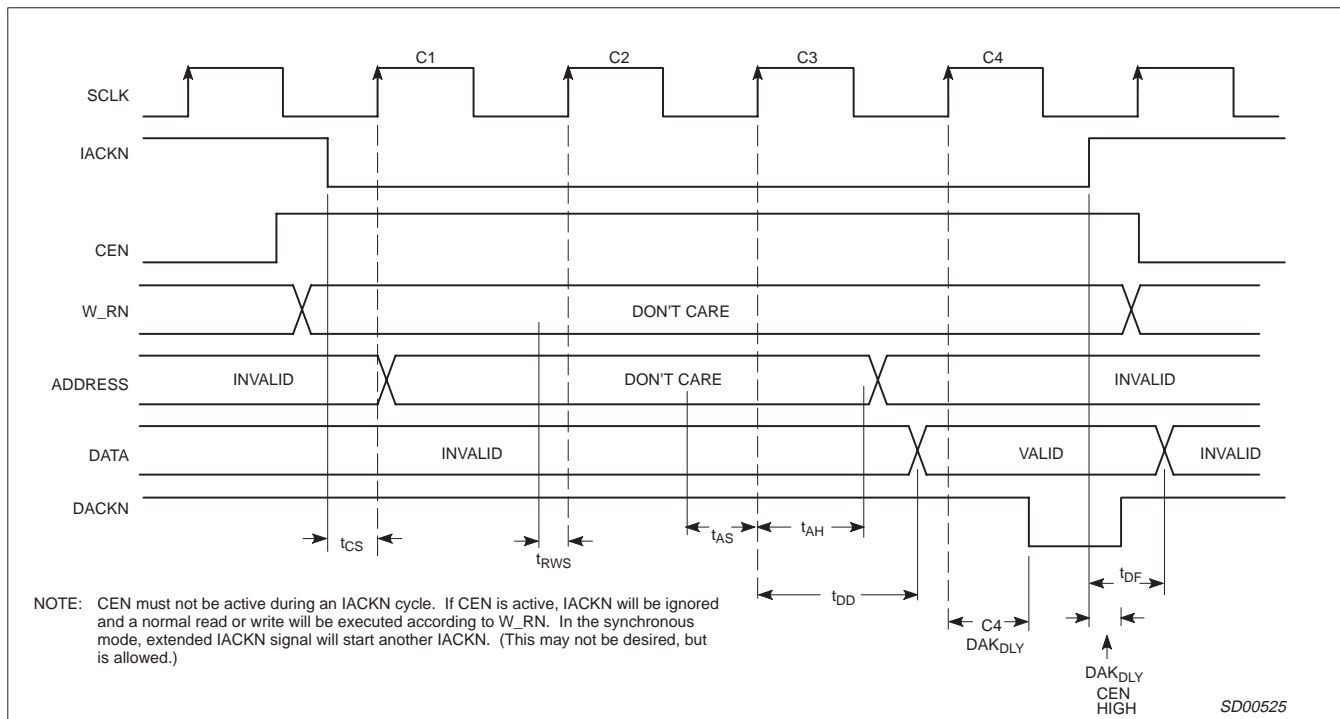 C1 C2 C3 C4
SCLK
IACKN
CEN
W_RN DON'T CARE
ADDRESS INVALID DON'T CARE INVALID
DATA INVALID VALID INVALID
DACKN
tCS tRWS tAS tAH tDD tDF
C4
DAKDLY
DAKDLY
CEN
HIGH
NOTE: CEN must not be active during an IACKN cycle. If CEN is active, IACKN will be ignored
and a normal read or write will be executed according to W_RN. In the synchronous
mode, extended IACKN signal will start another IACKN. (This may not be desired, but
is allowed.)
SD00525